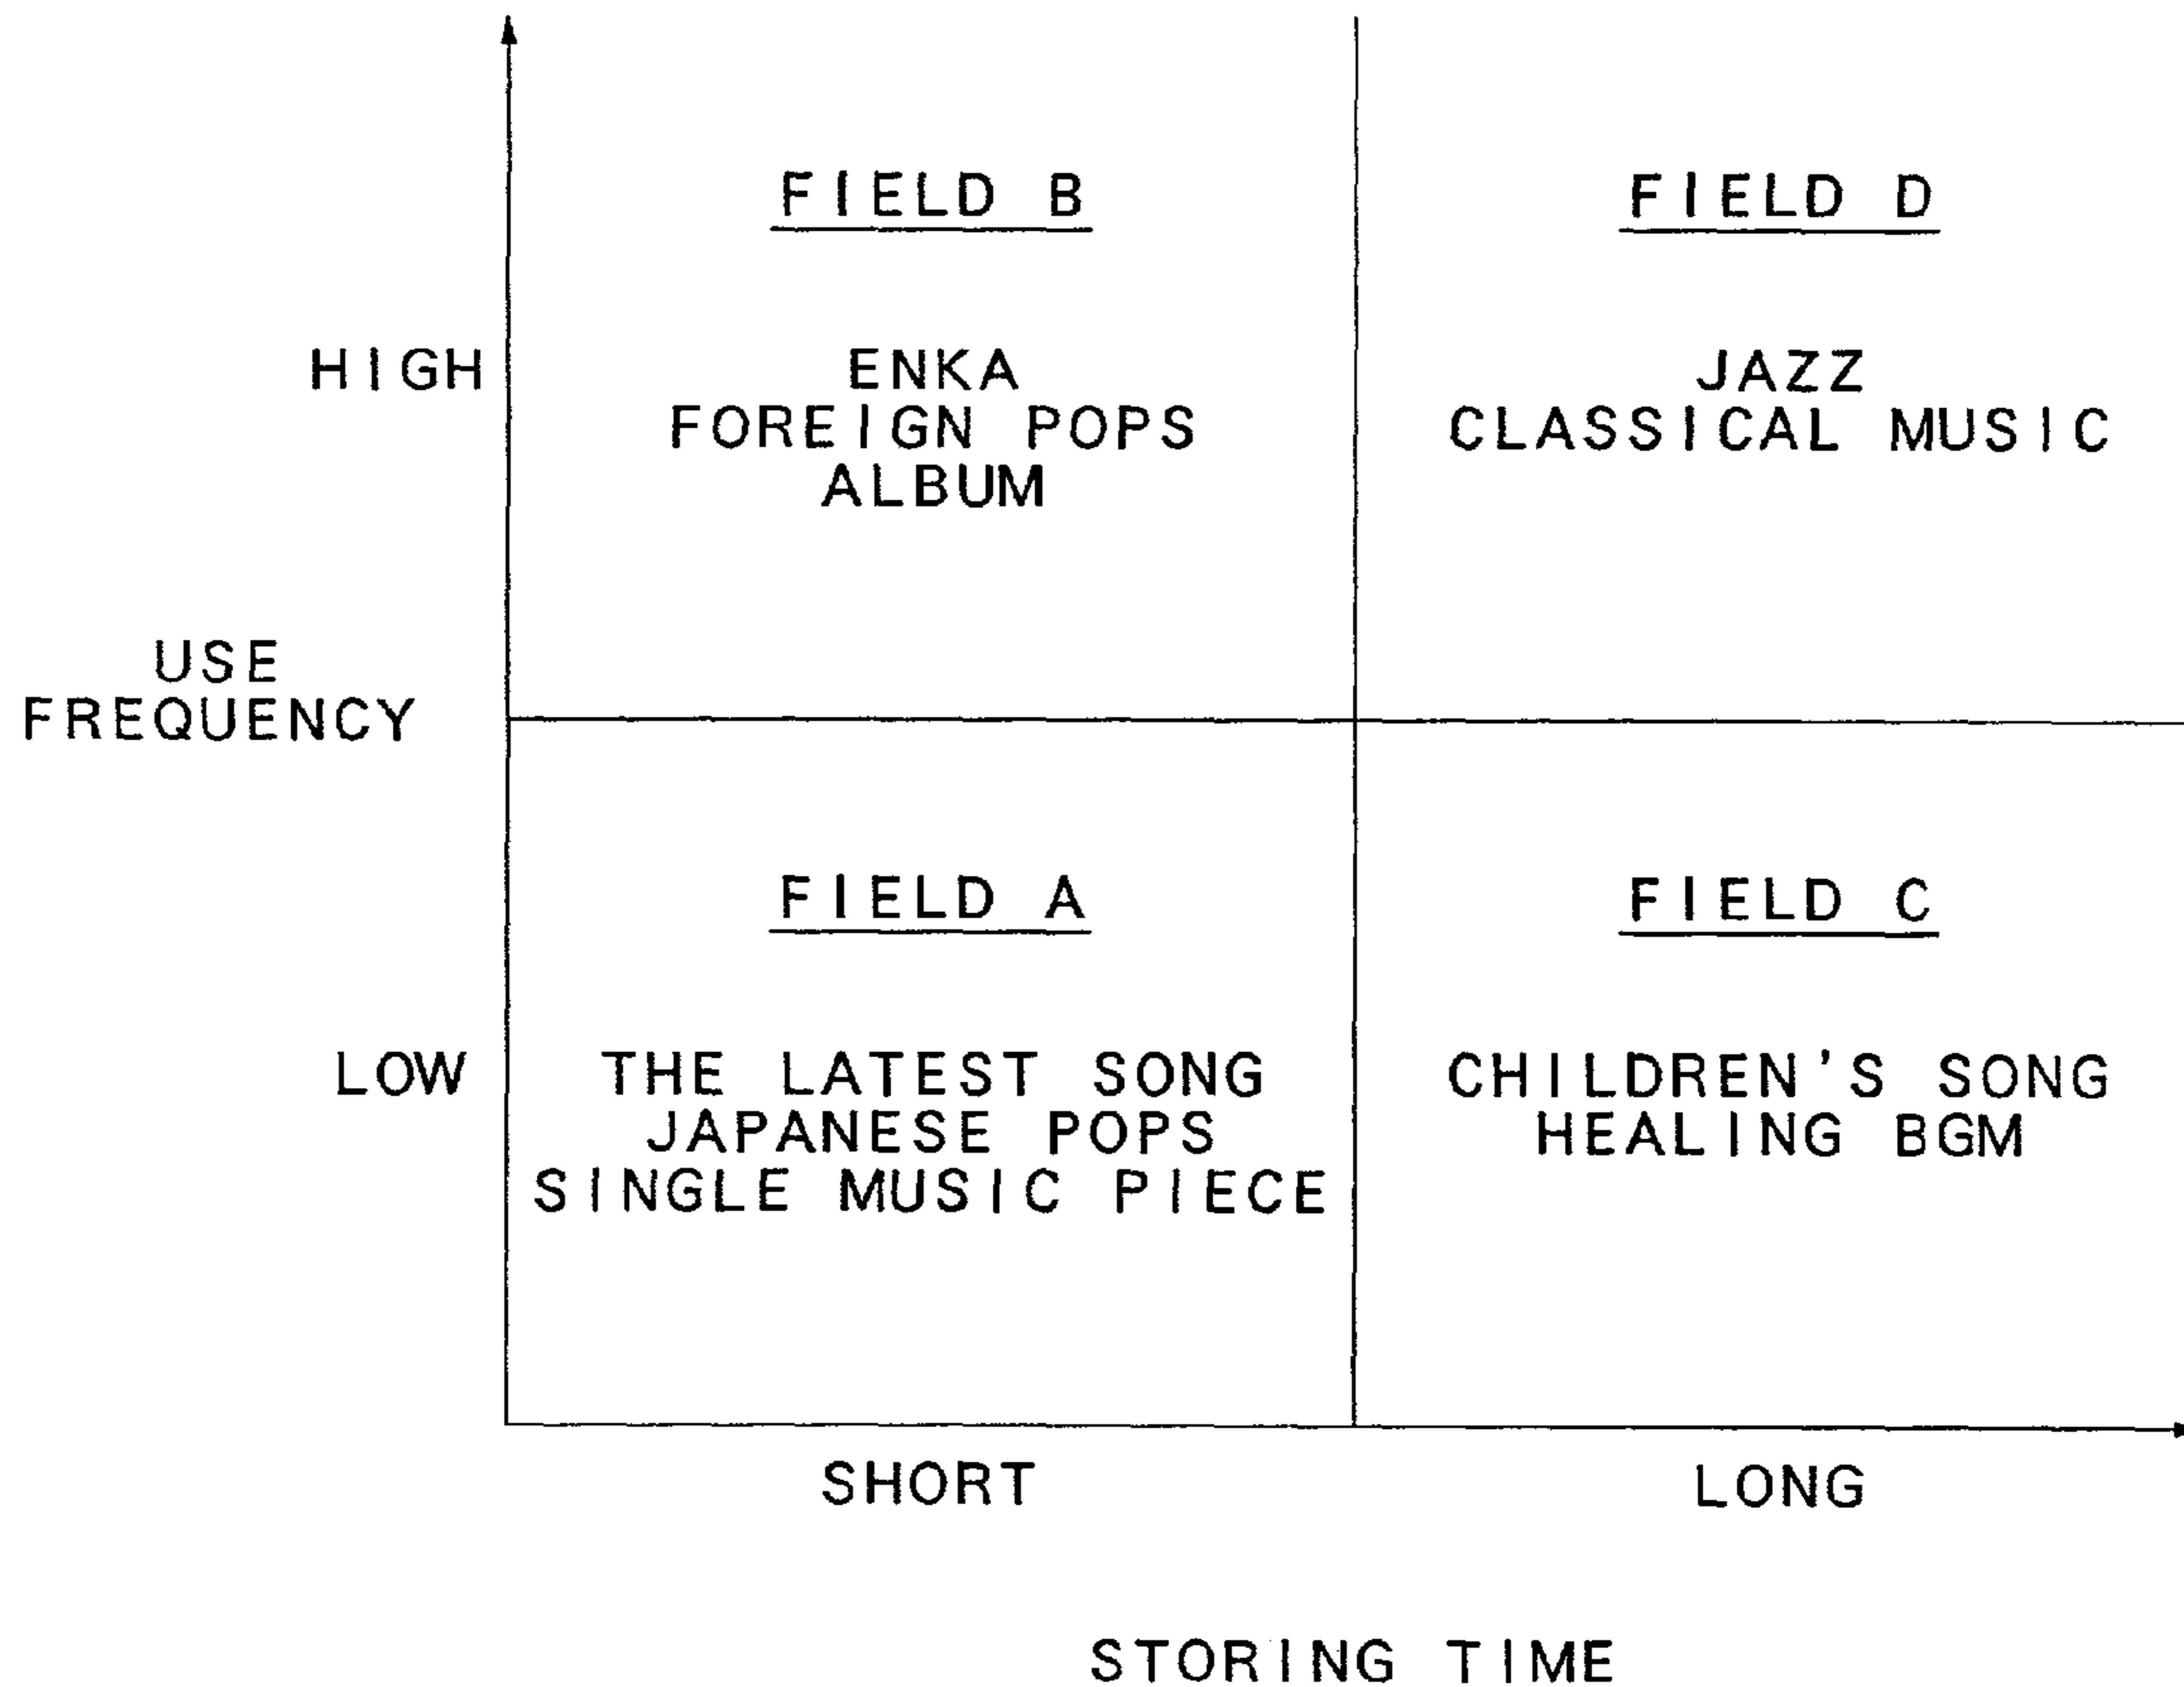 FIELD B
FIELD D
HIGH
ENKA
FOREIGN POPS
ALBUM
JAZZ
CLASSICAL MUSIC
USE
FREQUENCY
FIELD A
FIELD C
LOW
THE LATEST SONG
JAPANESE POPS
SINGLE MUSIC PIECE
CHILDREN'S SONG
HEALING BGM
SHORT
LONG
STORING TIME